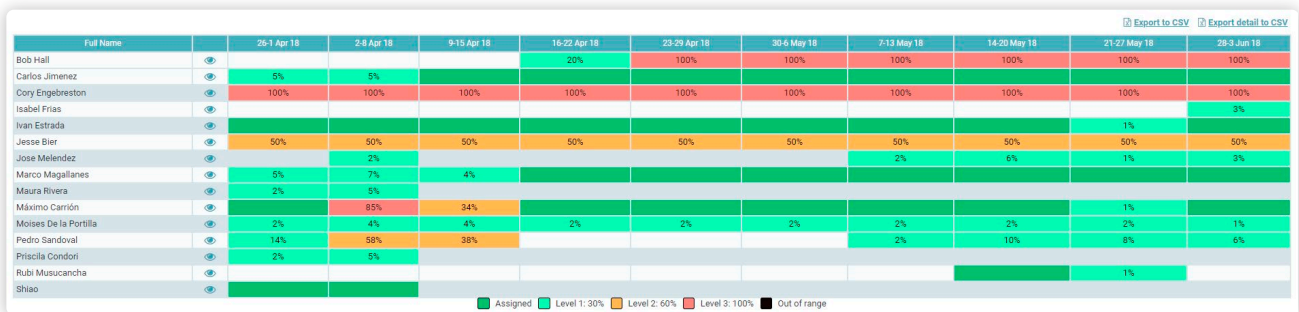 Export to CSV Export detail to CSV
Full Name 26-1 Apr 18 2-8 Apr 18 9-15 Apr 18 16-22 Apr 18 23-29 Apr 18 30-6 May 18 7-13 May 18 14-20 May 18 21-27 May 18 28-3 Jun 18
Bob Hall 20% 100% 100% 100% 100% 100% 100%
Carlos Jimenez 5% 5%
Cory Engebreston 100% 100% 100% 100% 100% 100% 100% 100% 100% 100%
Isabel Frias 3%
Ivan Estrada 1%
Jesse Bier 50% 50% 50% 50% 50% 50% 50% 50% 50% 50%
Jose Melendez 2% 2% 6% 1% 3%
Marco Magallanes 5% 7% 4%
Maura Rivera 2% 5%
Máximo Carrión 85% 34% 1%
Moises De la Portilla 2% 4% 4% 2% 2% 2% 2% 2% 2% 1%
Pedro Sandoval 14% 58% 38% 2% 10% 8% 6%
Priscila Condori 2% 5%
Rubi Musucancha 1%
Shiao
Assigned Level 1: 30% Level 2: 60% Level 3: 100% Out of range